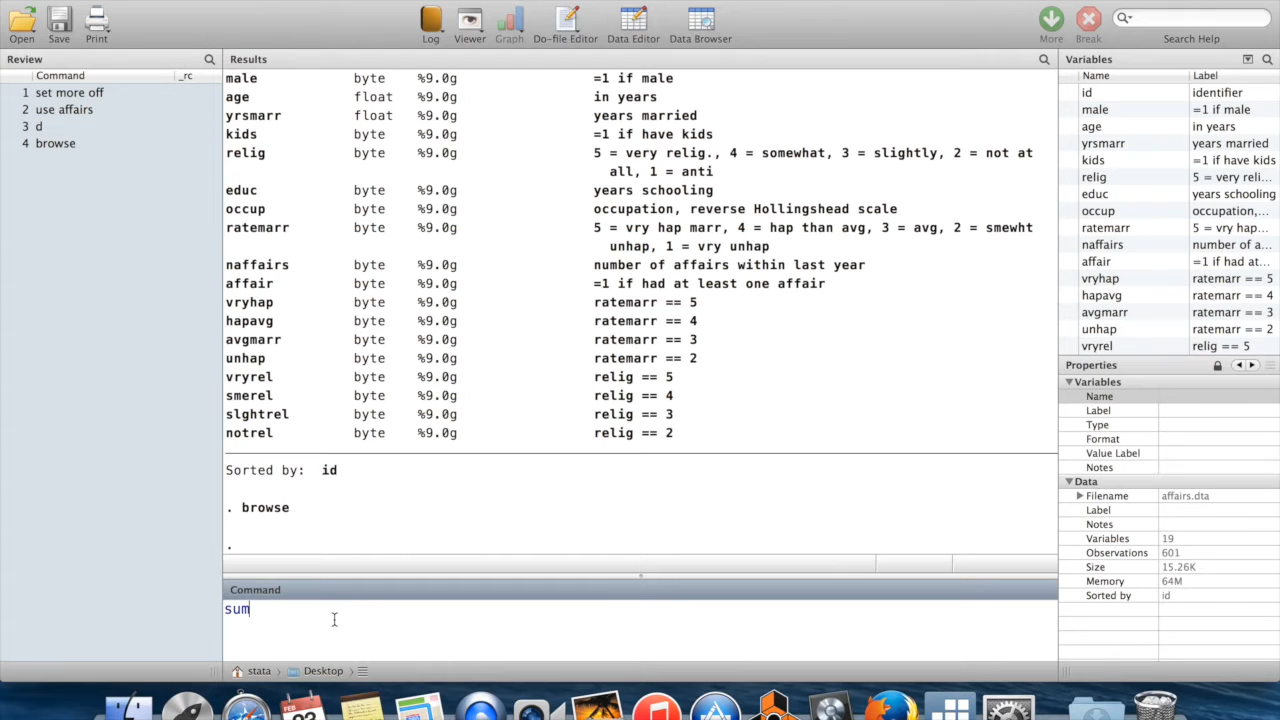 Open Save Print Log Viewer Graph Do-file Editor Data Editor Data Browser More Break Search Help
Review
Command _rc
1 set more off
2 use affairs
3 d
4 browse
Results
male byte %9.0g =1 if male
age float %9.0g in years
yrsmarr float %9.0g years married
kids byte %9.0g =1 if have kids
relig byte %9.0g 5 = very relig., 4 = somewhat, 3 = slightly, 2 = not at
all, 1 = anti
educ byte %9.0g years schooling
occup byte %9.0g occupation, reverse Hollingshead scale
ratemarr byte %9.0g 5 = vry hap marr, 4 = hap than avg, 3 = avg, 2 = smewht
unhap, 1 = vry unhap
naffairs byte %9.0g number of affairs within last year
affair byte %9.0g =1 if had at least one affair
vryhap byte %9.0g ratemarr == 5
hapavg byte %9.0g ratemarr == 4
avgmarr byte %9.0g ratemarr == 3
unhap byte %9.0g ratemarr == 2
vryrel byte %9.0g relig == 5
smerel byte %9.0g relig == 4
slghtrel byte %9.0g relig == 3
notrel byte %9.0g relig == 2
Sorted by: id
. browse
.
Command
sum
stata › Desktop
Variables
Name Label
id identifier
male =1 if male
age in years
yrsmarr years married
kids =1 if have kids
relig 5 = very reli...
educ years schooling
occup occupation,...
ratemarr 5 = vry hap...
naffairs number of a...
affair =1 if had at...
vryhap ratemarr == 5
hapavg ratemarr == 4
avgmarr ratemarr == 3
unhap ratemarr == 2
vryrel relig == 5
Properties
Variables
Name
Label
Type
Format
Value Label
Notes
Data
Filename affairs.dta
Label
Notes
Variables 19
Observations 601
Size 15.26K
Memory 64M
Sorted by id